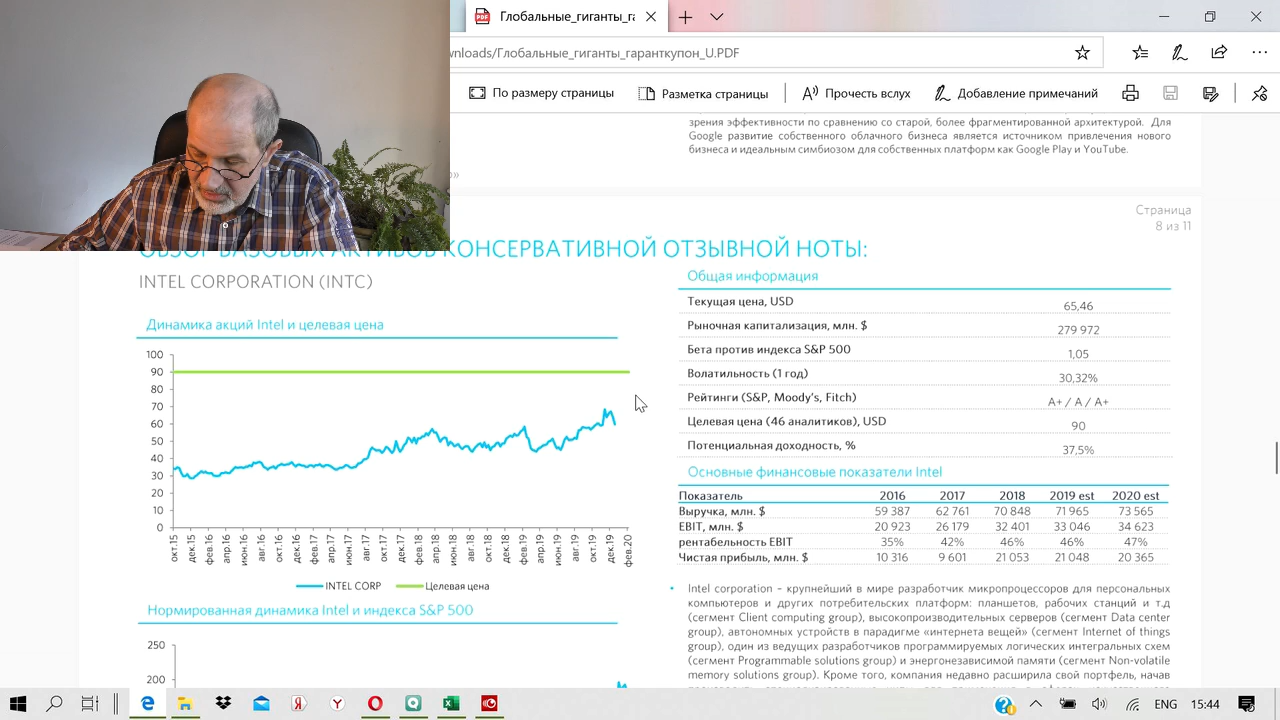 Глобальные_гиганты_га
wnloads/Глобальные_гиганты_гаранткупон_U.PDF
По размеру страницы
Разметка страницы
Прочесть вслух
Добавление примечаний
зрения эффективности по сравнению со старой, более фрагментированной архитектурой. Для
Google развитие собственного облачного бизнеса является источником привлечения нового
бизнеса и идеальным симбиозом для собственных платформ как Google Play и YouTube.
Страница
8 из 11
ОБЗОР БАЗОВЫХ АКТИВОВ КОНСЕРВАТИВНОЙ ОТЗЫВНОЙ НОТЫ:
INTEL CORPORATION (INTC)
Динамика акций Intel и целевая цена
100
90
80
70
60
50
40
30
20
10
0
окт.15 дек.15 фев.16 апр.16 июн.16 авг.16 окт.16 дек.16 фев.17 апр.17 июн.17 авг.17 окт.17 дек.17 фев.18 апр.18 июн.18 авг.18 окт.18 дек.18 фев.19 апр.19 июн.19 авг.19 окт.19 дек.19 фев.20
INTEL CORP Целевая цена
Нормированная динамика Intel и индекса S&P 500
250
200
Общая информация
Текущая цена, USD 65,46
Рыночная капитализация, млн. $ 279 972
Бета против индекса S&P 500 1,05
Волатильность (1 год) 30,32%
Рейтинги (S&P, Moody's, Fitch) A+ / A / A+
Целевая цена (46 аналитиков), USD 90
Потенциальная доходность, % 37,5%
Основные финансовые показатели Intel
Показатель 2016 2017 2018 2019 est 2020 est
Выручка, млн. $ 59 387 62 761 70 848 71 965 73 565
EBIT, млн. $ 20 923 26 179 32 401 33 046 34 623
рентабельность EBIT 35% 42% 46% 46% 47%
Чистая прибыль, млн. $ 10 316 9 601 21 053 21 048 20 365
• Intel corporation – крупнейший в мире разработчик микропроцессоров для персональных
компьютеров и других потребительских платформ: планшетов, рабочих станций и т.д
(сегмент Client computing group), высокопроизводительных серверов (сегмент Data center
group), автономных устройств в парадигме «интернета вещей» (сегмент Internet of things
group), один из ведущих разработчиков программируемых логических интегральных схем
(сегмент Programmable solutions group) и энергонезависимой памяти (сегмент Non-volatile
memory solutions group). Кроме того, компания недавно расширила свой портфель, начав
ENG 15:44